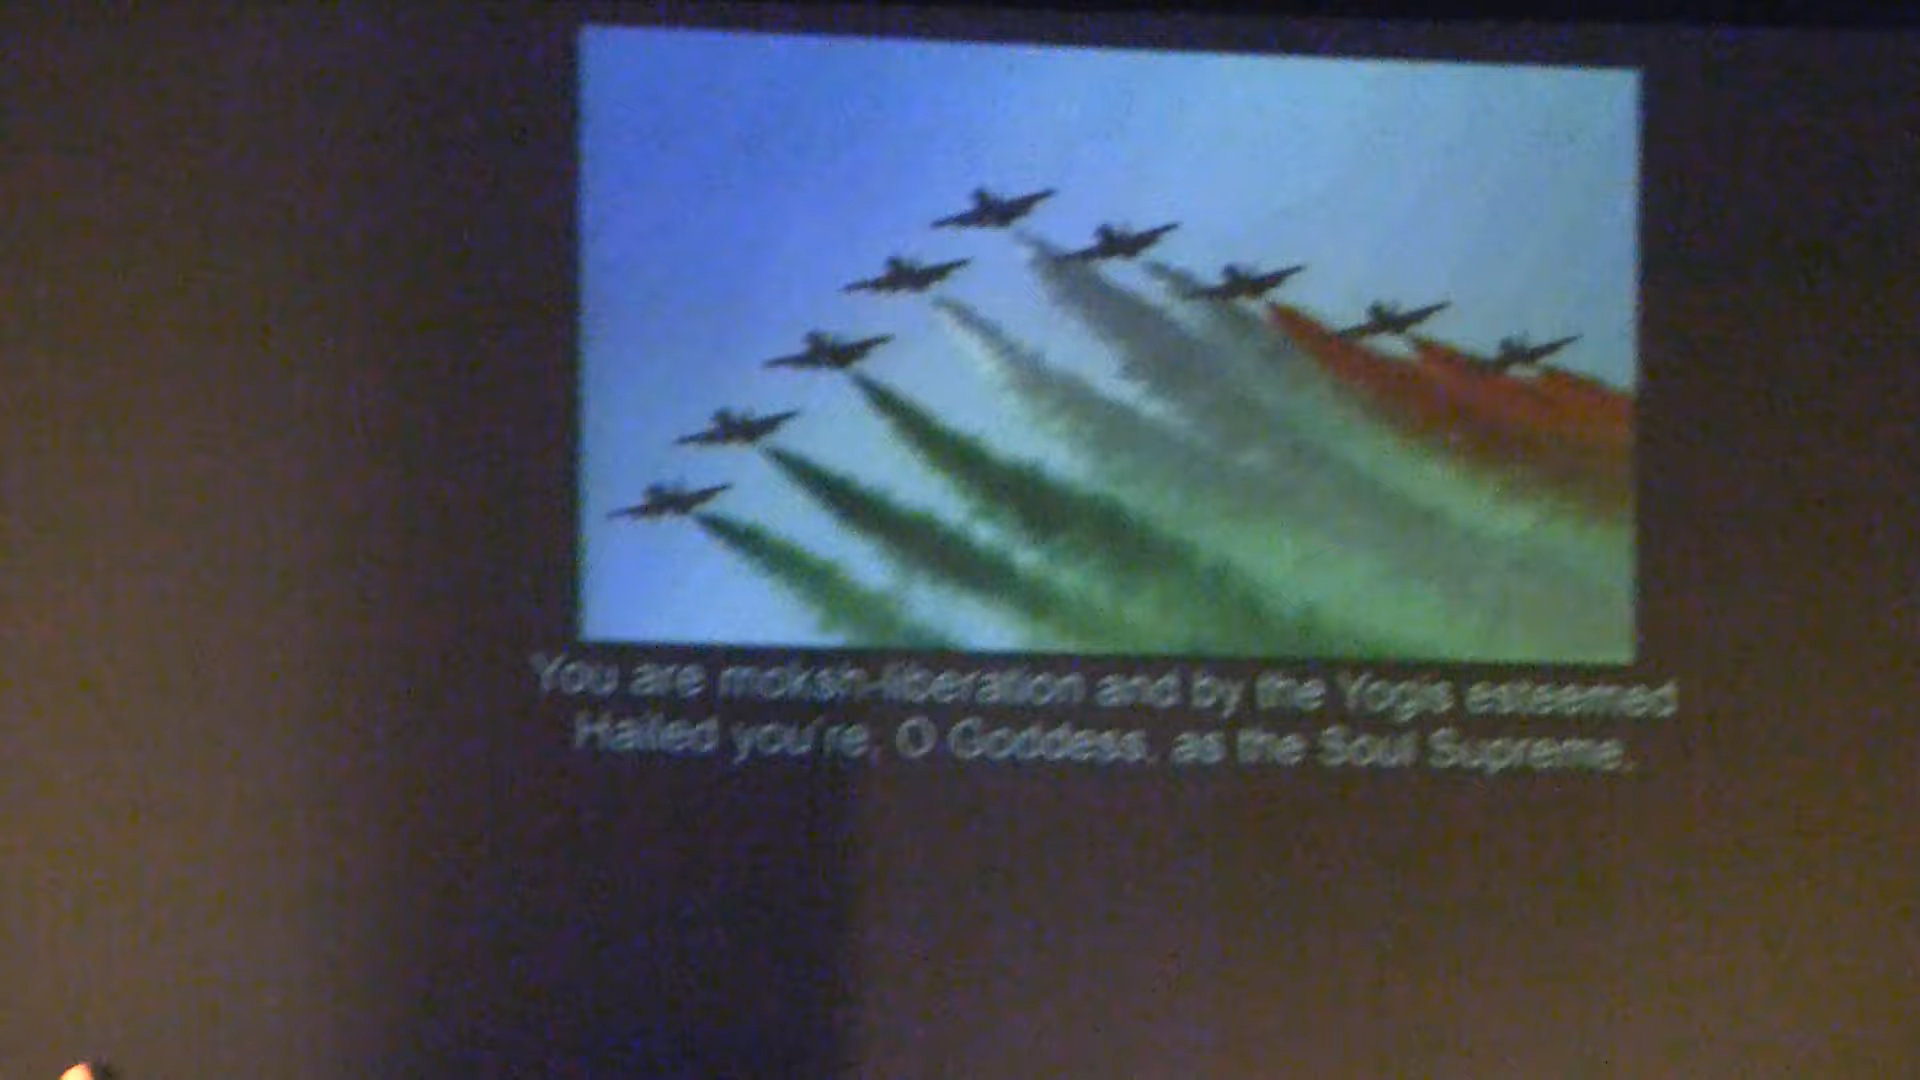 You are moksh-liberation and by the Yogis esteemed
Hailed you're, O Goddess, as the Soul Supreme.